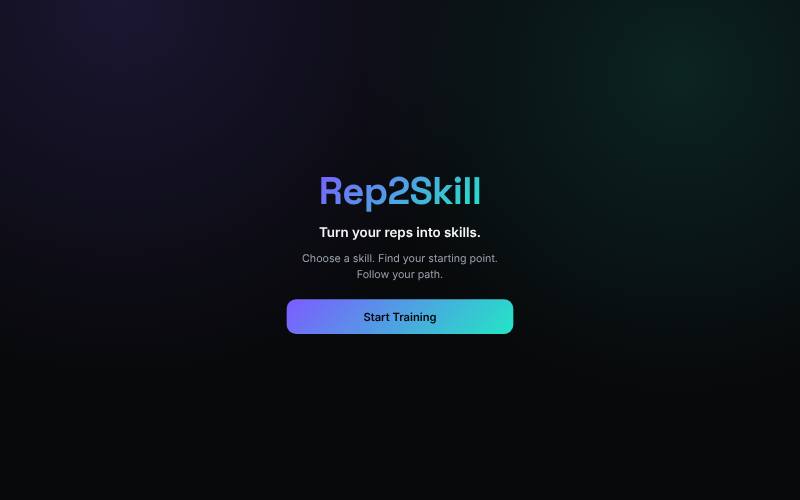 Rep2Skill
Turn your reps into skills.
Choose a skill. Find your starting point.
Follow your path.
Start Training